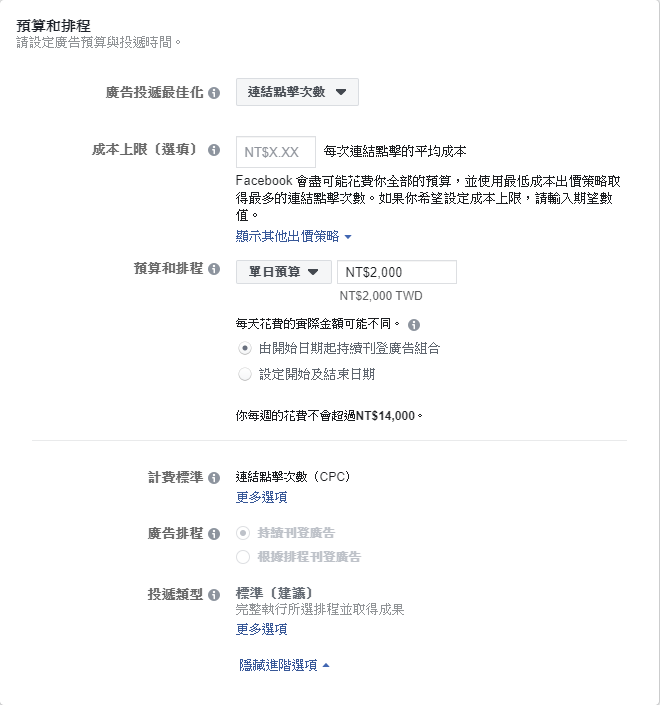 預算和排程
請設定廣告預算與投遞時間。
廣告投遞最佳化
連結點擊次數
成本上限（選項）
NT$X.XX
每次連結點擊的平均成本
Facebook 會盡可能花費你全部的預算，並使用最低成本出價策略取
得最多的連結點擊次數。如果你希望設定成本上限，請輸入期望數
值。
顯示其他出價策略
預算和排程
單日預算
NT$2,000
NT$2,000 TWD
每天花費的實際金額可能不同。
由開始日期起持續刊登廣告組合
設定開始及結束日期
你每週的花費不會超過NT$14,000。
計費標準
連結點擊次數（CPC）
更多選項
廣告排程
持續刊登廣告
根據排程刊登廣告
投遞類型
標準（建議）
完整執行所選排程並取得成果
更多選項
隱藏進階選項